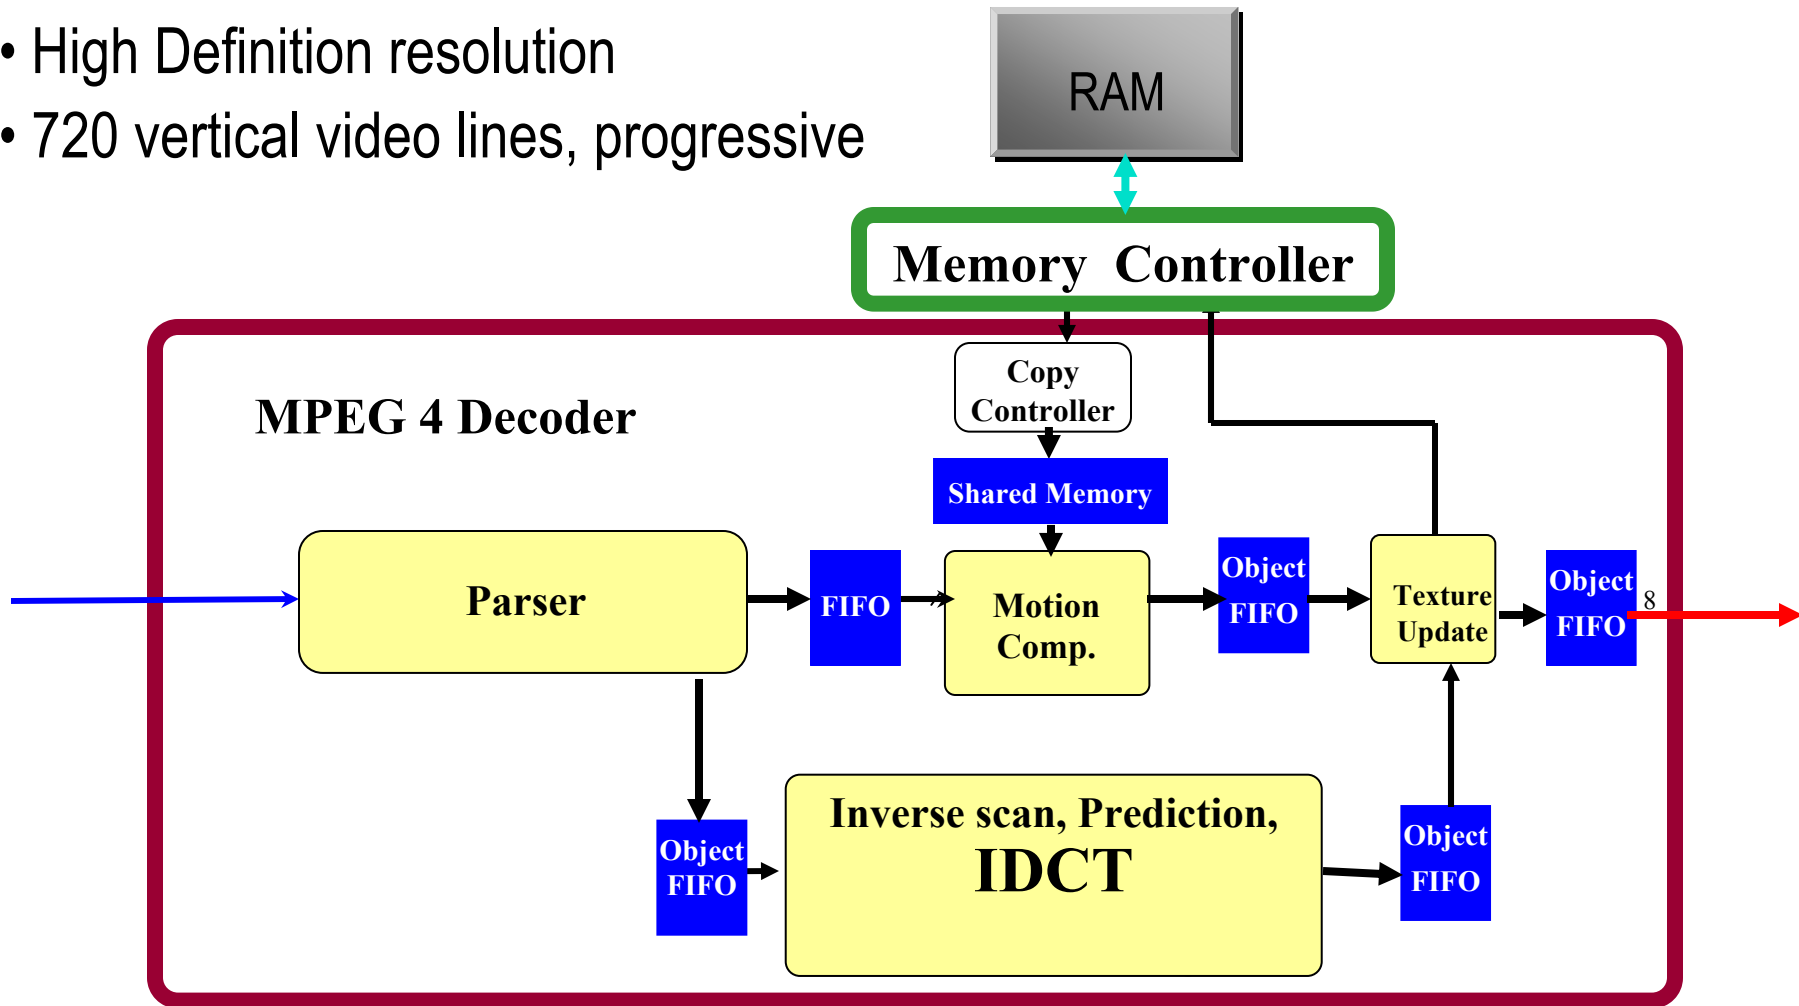 • High Definition resolution
• 720 vertical video lines, progressive
RAM
Memory Controller
Copy
Controller
MPEG 4 Decoder
Shared Memory
Parser
FIFO
Motion
Comp.
Object
FIFO
Texture
Update
Object
FIFO
8
Object
FIFO
Inverse scan, Prediction,
IDCT
Object
FIFO